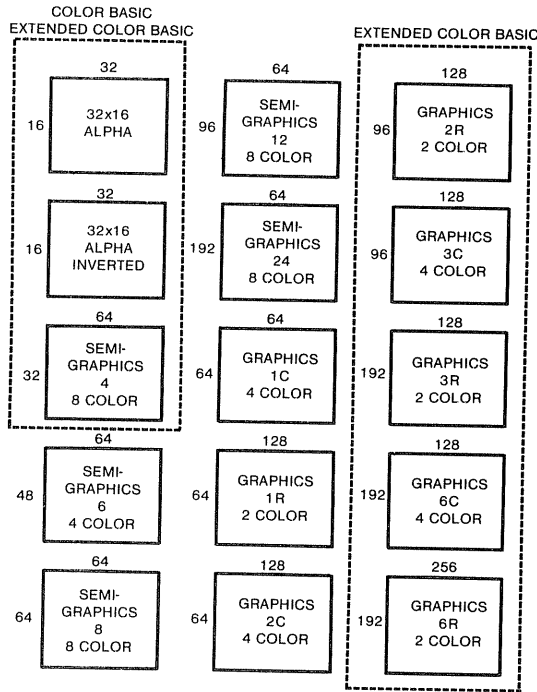 COLOR BASIC
EXTENDED COLOR BASIC
32
16
32x16
ALPHA
32
16
32x16
ALPHA
INVERTED
64
32
SEMI-
GRAPHICS
4
8 COLOR
64
48
SEMI-
GRAPHICS
6
4 COLOR
64
64
SEMI-
GRAPHICS
8
8 COLOR
64
96
SEMI-
GRAPHICS
12
8 COLOR
64
192
SEMI-
GRAPHICS
24
8 COLOR
64
64
GRAPHICS
1C
4 COLOR
128
64
GRAPHICS
1R
2 COLOR
128
64
GRAPHICS
2C
4 COLOR
EXTENDED COLOR BASIC
128
96
GRAPHICS
2R
2 COLOR
128
96
GRAPHICS
3C
4 COLOR
128
192
GRAPHICS
3R
2 COLOR
128
192
GRAPHICS
6C
4 COLOR
256
192
GRAPHICS
6R
2 COLOR